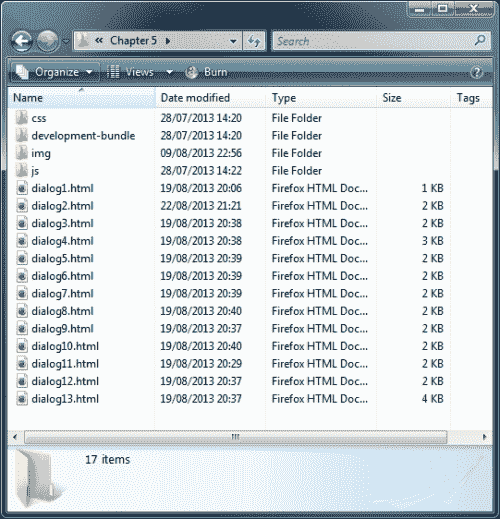 « Chapter 5
Search
Organize Views Burn
Name Date modified Type Size Tags
css 28/07/2013 14:20 File Folder
development-bundle 28/07/2013 14:20 File Folder
img 09/08/2013 22:56 File Folder
js 28/07/2013 14:22 File Folder
dialog1.html 19/08/2013 20:06 Firefox HTML Doc... 1 KB
dialog2.html 22/08/2013 21:21 Firefox HTML Doc... 2 KB
dialog3.html 19/08/2013 20:38 Firefox HTML Doc... 2 KB
dialog4.html 19/08/2013 20:38 Firefox HTML Doc... 3 KB
dialog5.html 19/08/2013 20:39 Firefox HTML Doc... 2 KB
dialog6.html 19/08/2013 20:39 Firefox HTML Doc... 2 KB
dialog7.html 19/08/2013 20:39 Firefox HTML Doc... 2 KB
dialog8.html 19/08/2013 20:40 Firefox HTML Doc... 2 KB
dialog9.html 19/08/2013 20:37 Firefox HTML Doc... 2 KB
dialog10.html 19/08/2013 20:40 Firefox HTML Doc... 2 KB
dialog11.html 19/08/2013 20:29 Firefox HTML Doc... 2 KB
dialog12.html 19/08/2013 20:37 Firefox HTML Doc... 2 KB
dialog13.html 19/08/2013 20:37 Firefox HTML Doc... 4 KB
17 items